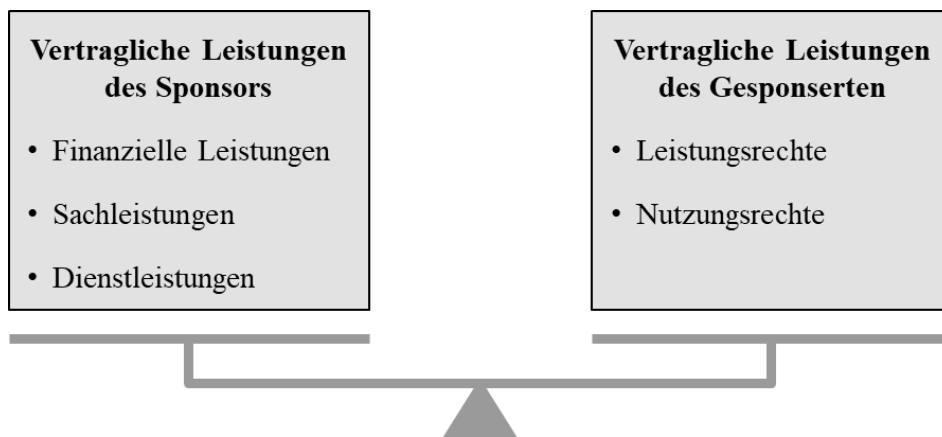 Vertragliche Leistungen
des Sponsors
• Finanzielle Leistungen
• Sachleistungen
• Dienstleistungen
Vertragliche Leistungen
des Gesponserten
• Leistungsrechte
• Nutzungsrechte